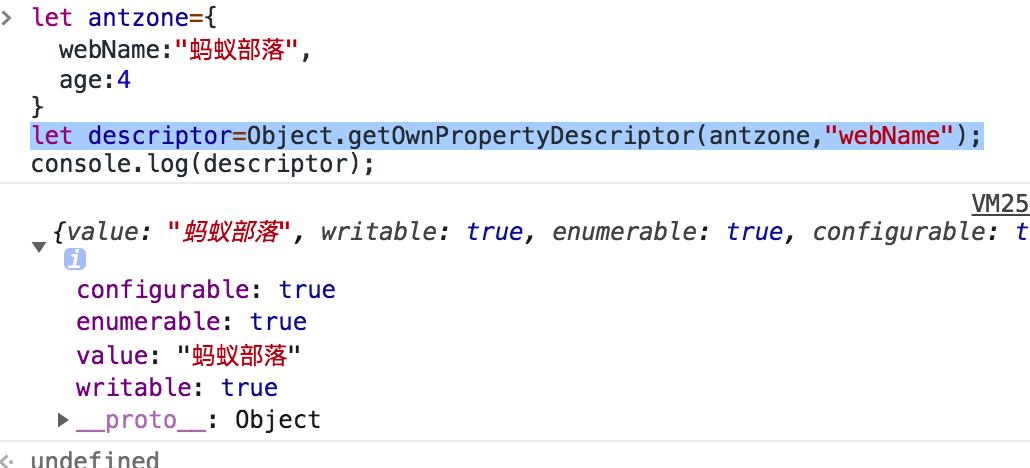 let antzone={
webName:"蚂蚁部落",
age:4
}
let descriptor=Object.getOwnPropertyDescriptor(antzone,"webName");
console.log(descriptor);
VM25
{value: "蚂蚁部落", writable: true, enumerable: true, configurable: t
i
configurable: true
enumerable: true
value: "蚂蚁部落"
writable: true
__proto__: Object
undefined